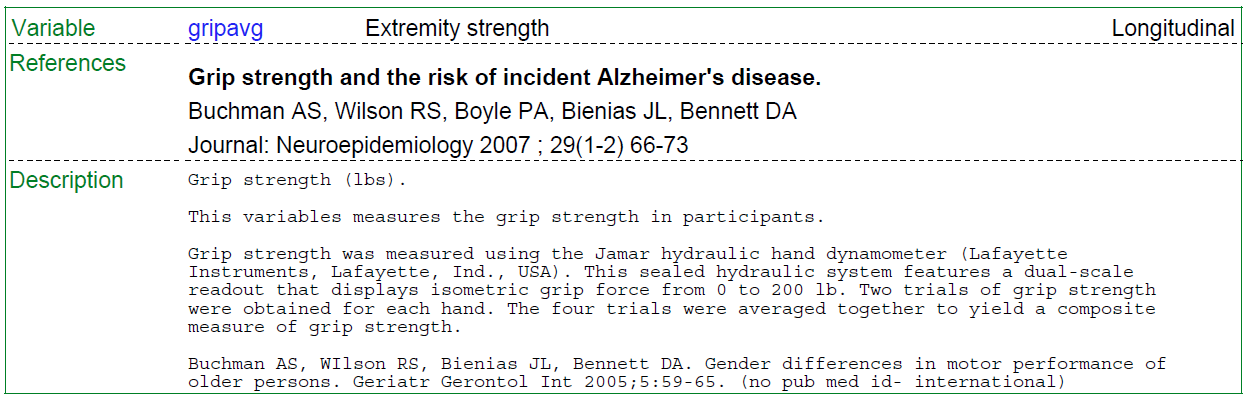 Variable gripavg Extremity strength Longitudinal
References
Grip strength and the risk of incident Alzheimer's disease.
Buchman AS, Wilson RS, Boyle PA, Bienias JL, Bennett DA
Journal: Neuroepidemiology 2007 ; 29(1-2) 66-73
Description Grip strength (lbs).
This variables measures the grip strength in participants.
Grip strength was measured using the Jamar hydraulic hand dynamometer (Lafayette
Instruments, Lafayette, Ind., USA). This sealed hydraulic system features a dual-scale
readout that displays isometric grip force from 0 to 200 lb. Two trials of grip strength
were obtained for each hand. The four trials were averaged together to yield a composite
measure of grip strength.
Buchman AS, WIlson RS, Bienias JL, Bennett DA. Gender differences in motor performance of
older persons. Geriatr Gerontol Int 2005;5:59-65. (no pub med id- international)